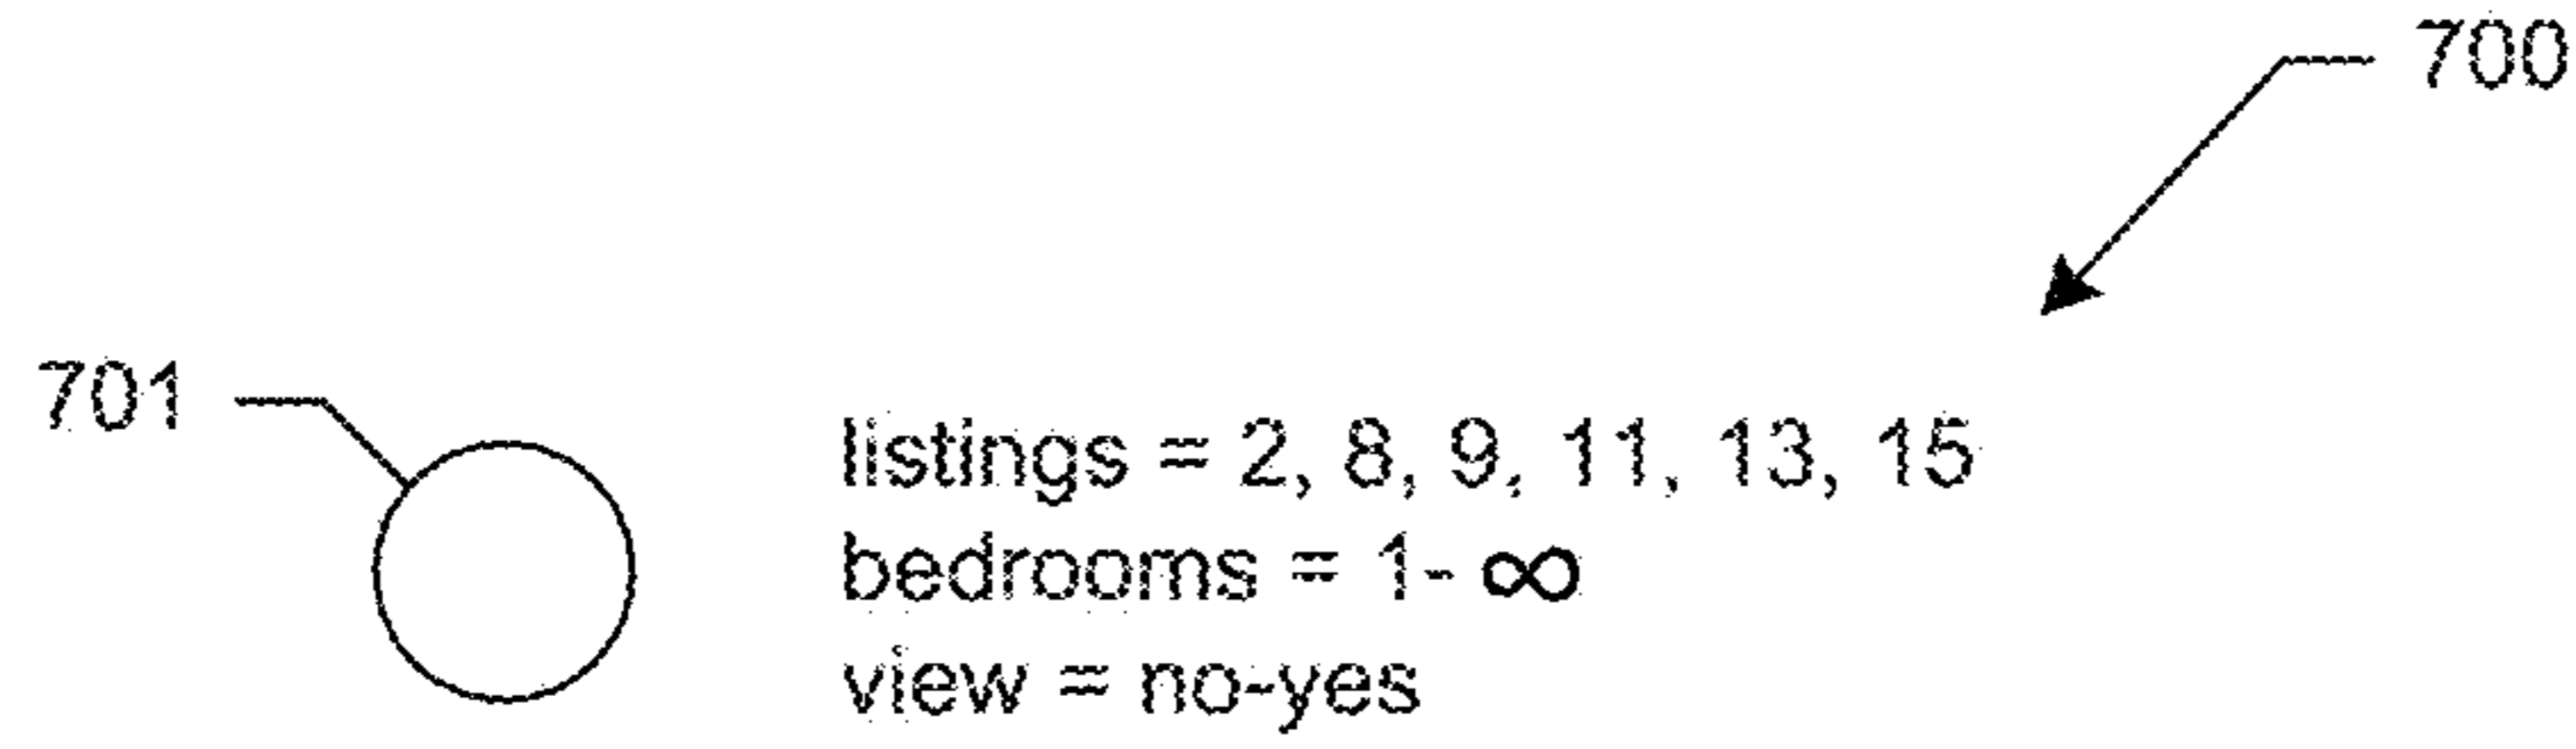 700
701
listings = 2, 8, 9, 11, 13, 15
bedrooms = 1- ∞
view = no-yes